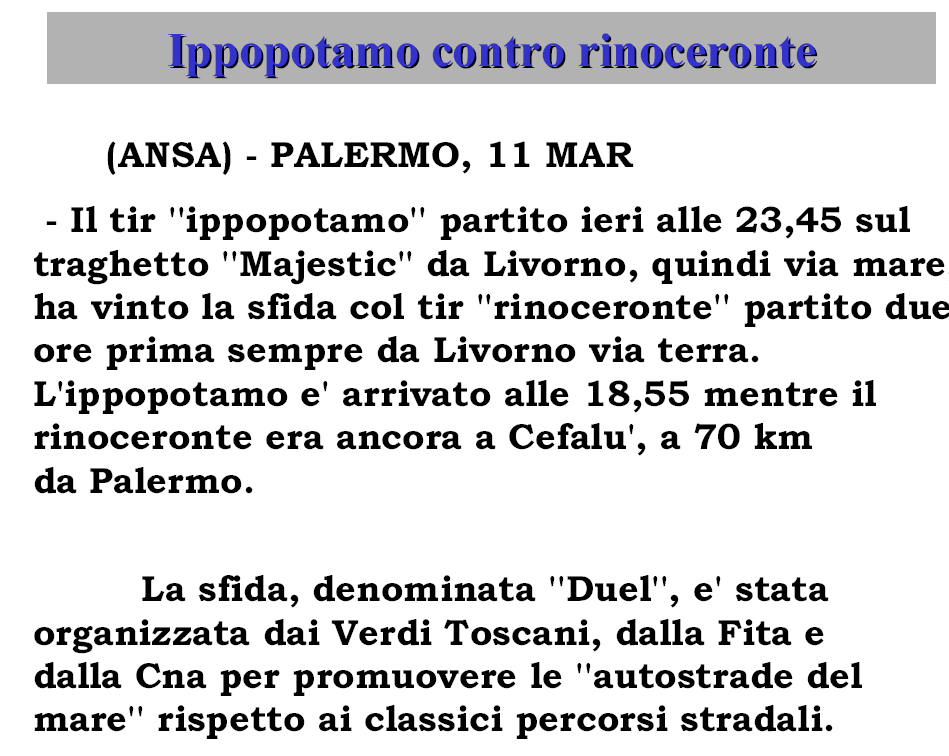 Ippopotamo contro rinoceronte
(ANSA) - PALERMO, 11 MAR
- Il tir "ippopotamo" partito ieri alle 23,45 sul
traghetto "Majestic" da Livorno, quindi via mare
ha vinto la sfida col tir "rinoceronte" partito due
ore prima sempre da Livorno via terra.
L'ippopotamo e' arrivato alle 18,55 mentre il
rinoceronte era ancora a Cefalu', a 70 km
da Palermo.
La sfida, denominata "Duel", e' stata
organizzata dai Verdi Toscani, dalla Fita e
dalla Cna per promuovere le "autostrade del
mare" rispetto ai classici percorsi stradali.